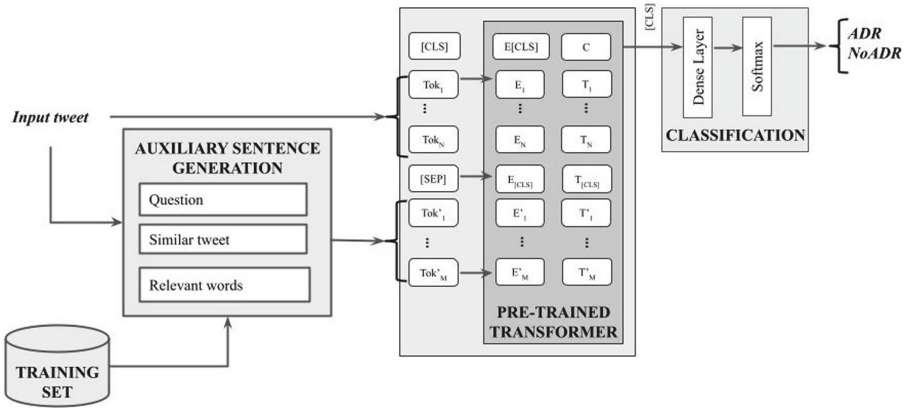 [CLS]
ADR
NoADR
[CLS] E[CLS] C
Dense Layer
Softmax
Tok1 E1 T1
Input tweet
CLASSIFICATION
TokN EN TN
AUXILIARY SENTENCE
GENERATION
[SEP] E[CLS] T[CLS]
Question
Tok'1 E'1 T'1
Similar tweet
Tok'M E'M T'M
Relevant words
PRE-TRAINED
TRANSFORMER
TRAINING
SET